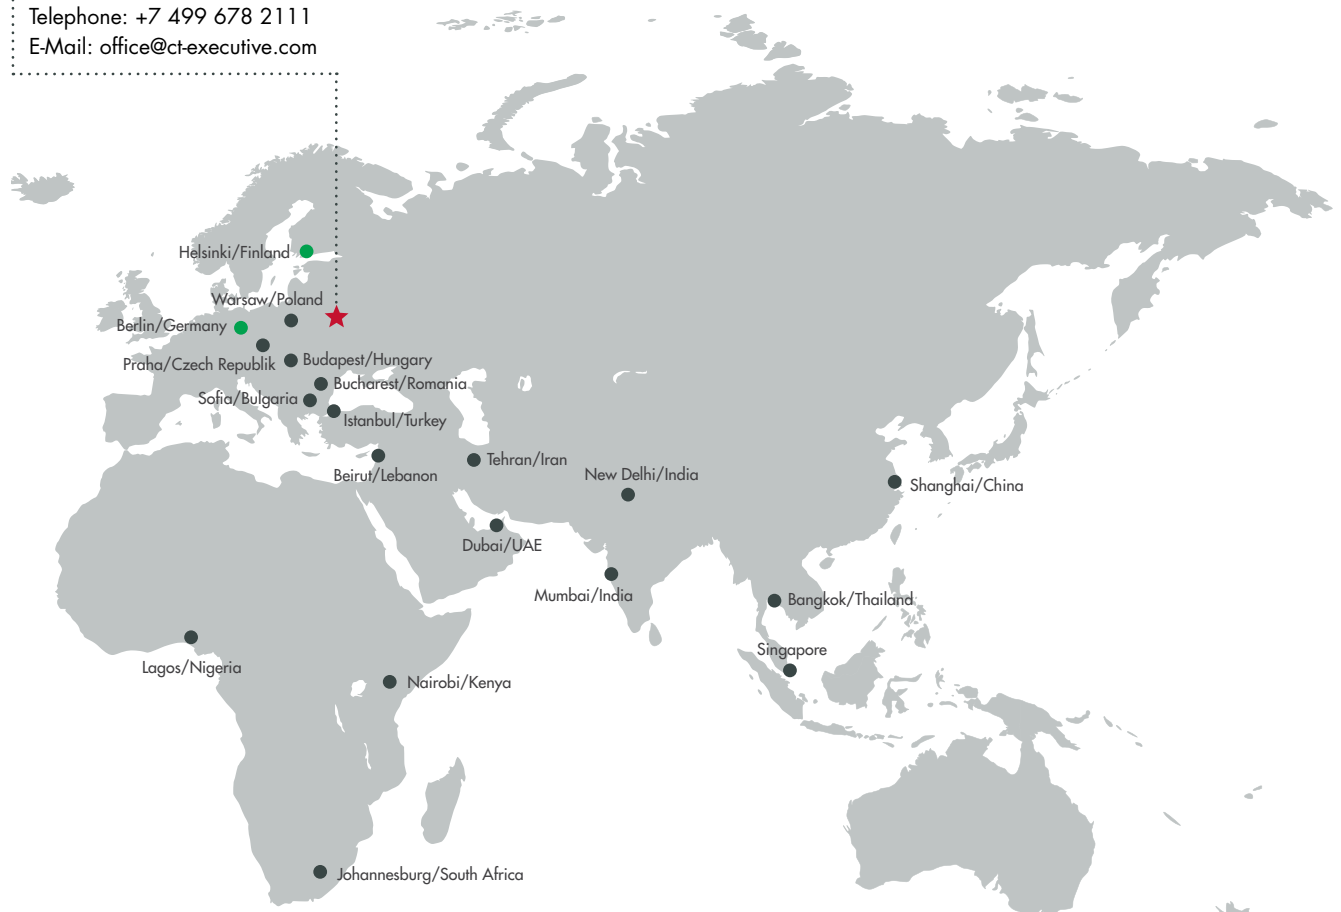 Telephone: +7 499 678 2111
E-Mail: office@ct-executive.com
Helsinki/Finland
Warsaw/Poland
Berlin/Germany
Praha/Czech Republik
Budapest/Hungary
Bucharest/Romania
Sofia/Bulgaria
Istanbul/Turkey
Beirut/Lebanon
Tehran/Iran
New Delhi/India
Shanghai/China
Dubai/UAE
Mumbai/India
Bangkok/Thailand
Singapore
Lagos/Nigeria
Nairobi/Kenya
Johannesburg/South Africa